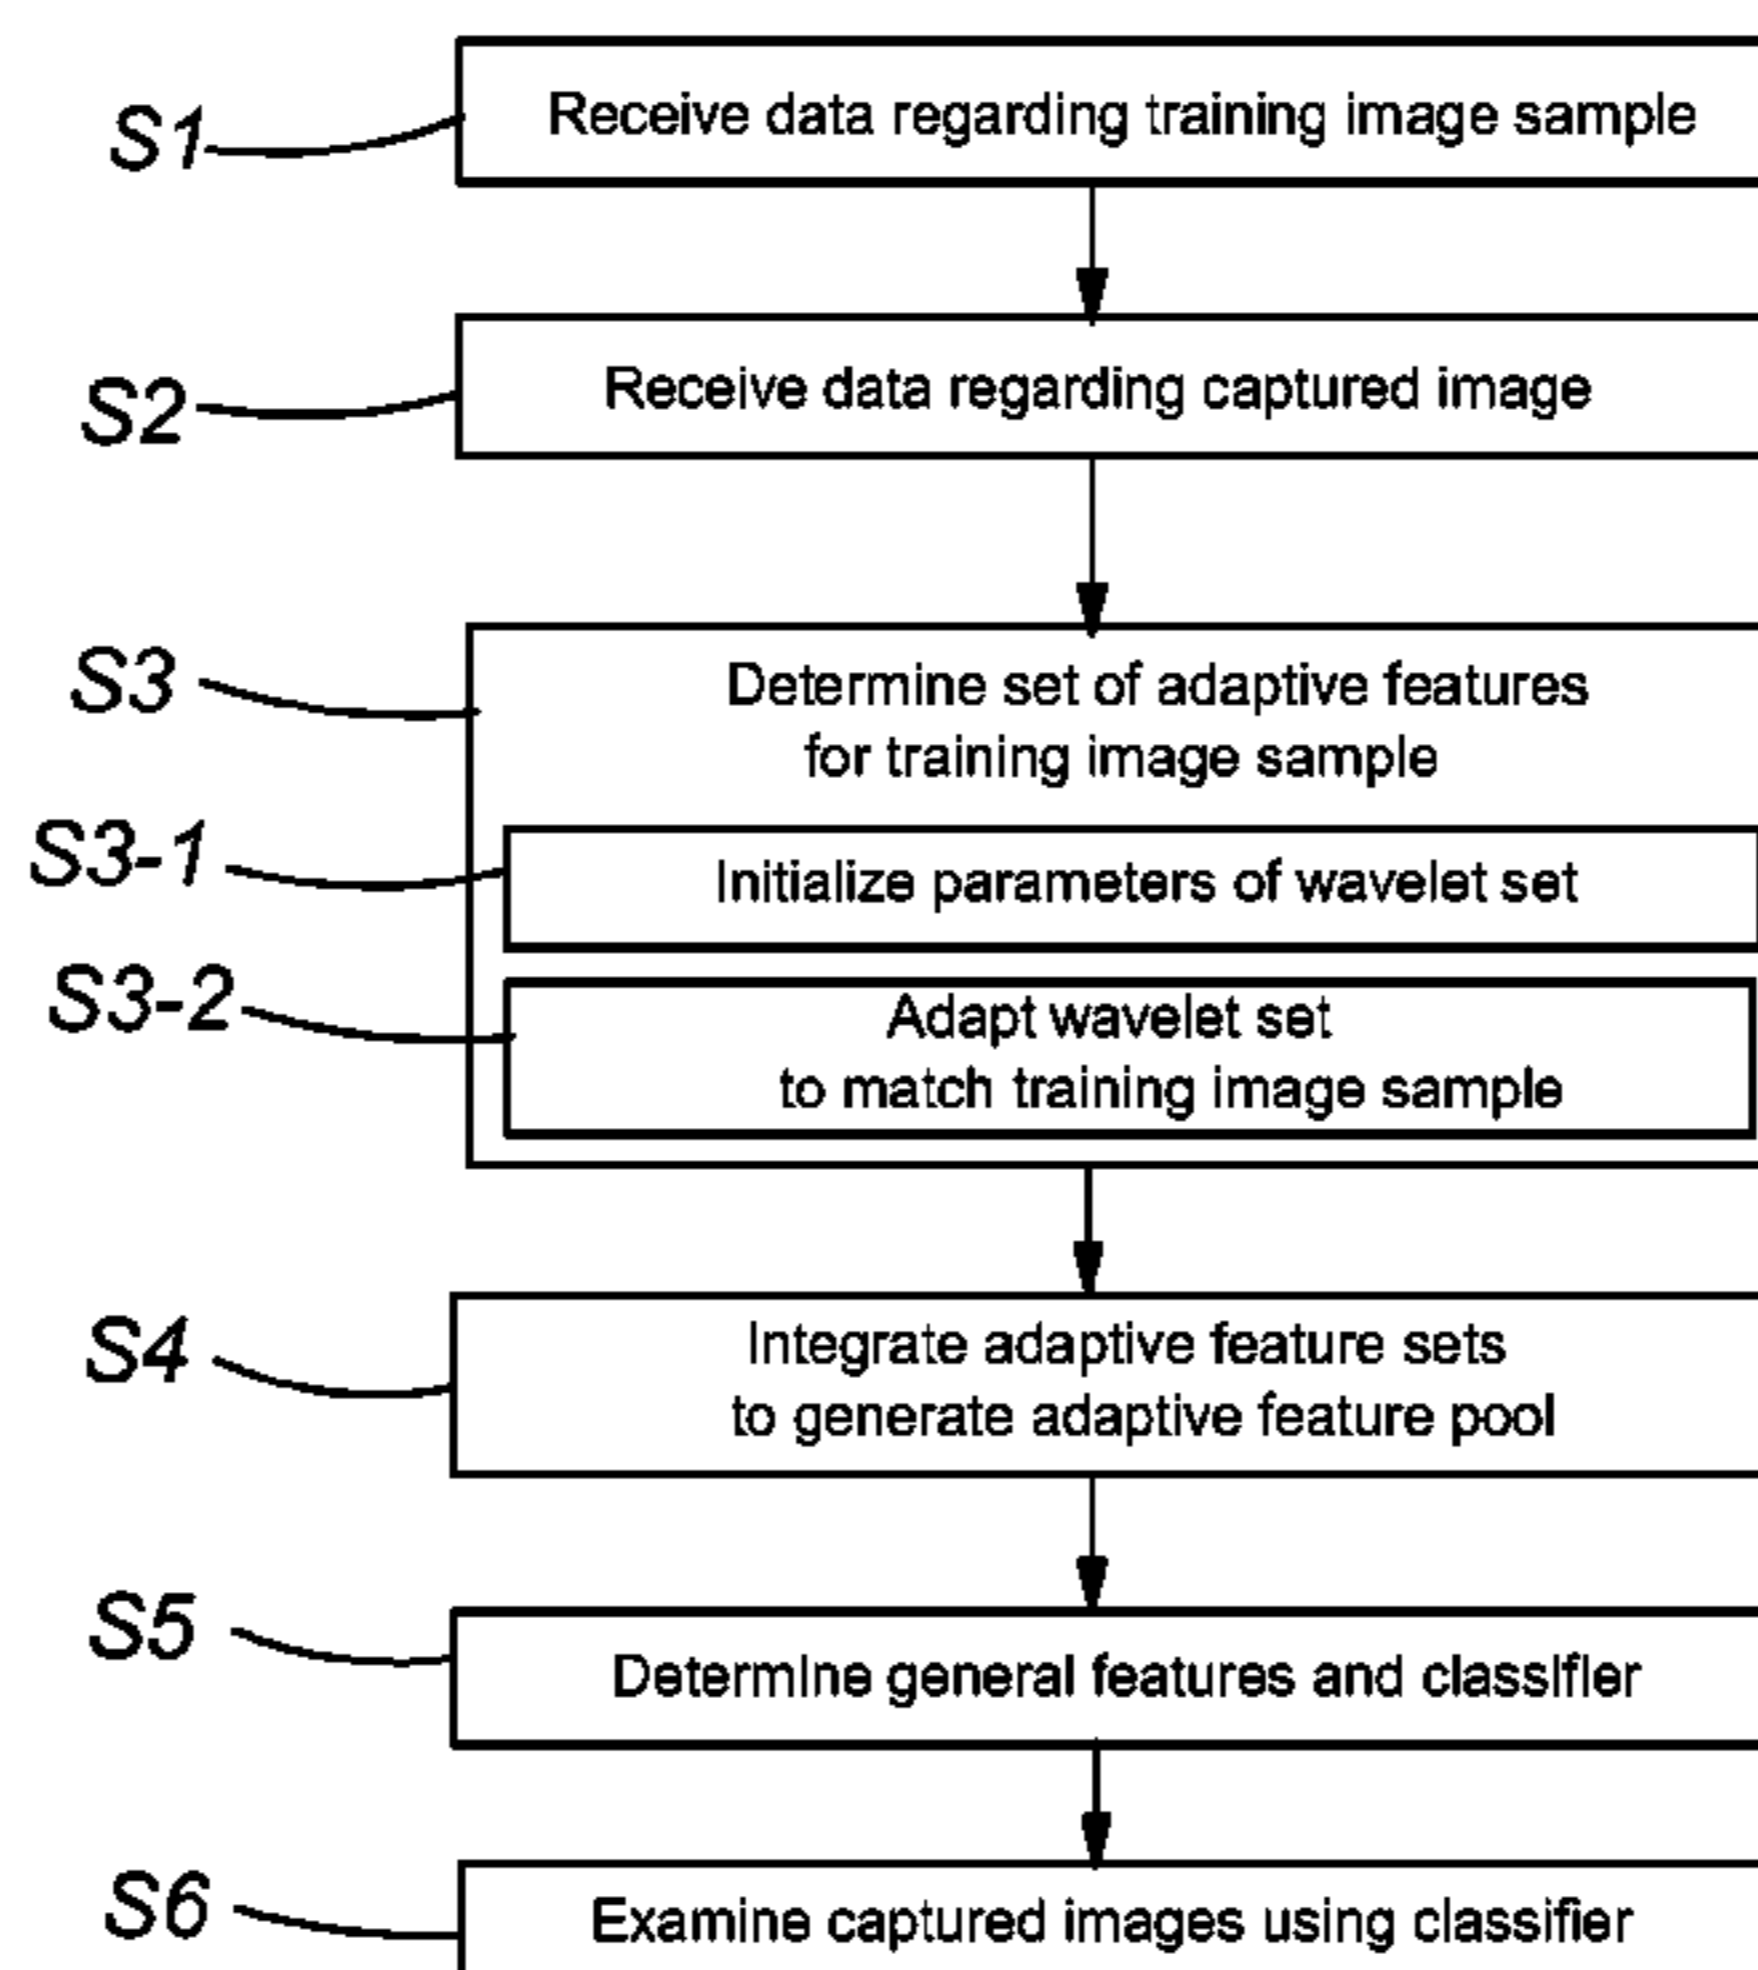 S1
Receive data regarding training image sample
S2
Receive data regarding captured image
S3
Determine set of adaptive features
for training image sample
S3-1
Initialize parameters of wavelet set
S3-2
Adapt wavelet set
to match training image sample
S4
Integrate adaptive feature sets
to generate adaptive feature pool
S5
Determine general features and classifier
S6
Examine captured images using classifier